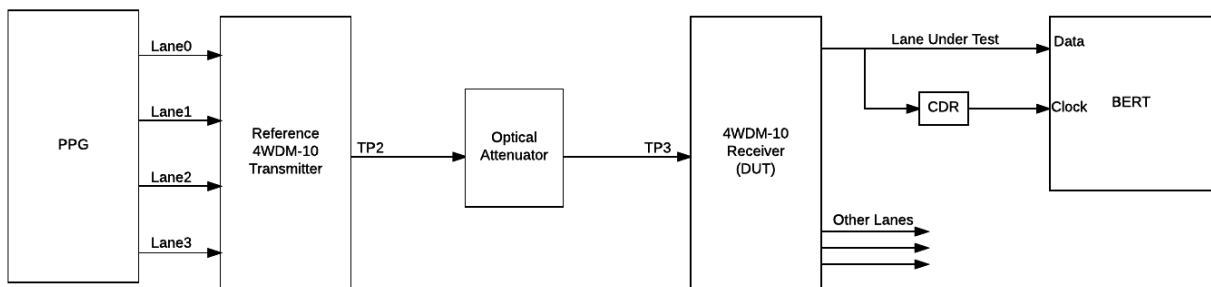 PPG
Lane0
Lane1
Lane2
Lane3
Reference
4WDM-10
Transmitter
TP2
Optical
Attenuator
TP3
4WDM-10
Receiver
(DUT)
Lane Under Test
CDR
Data
Clock
BERT
Other Lanes